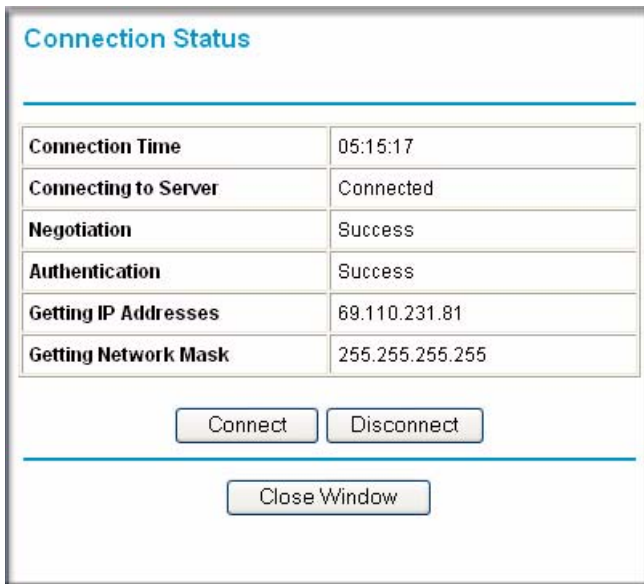 Connection Status
Connection Time 05:15:17
Connecting to Server Connected
Negotiation Success
Authentication Success
Getting IP Addresses 69.110.231.81
Getting Network Mask 255.255.255.255
Connect Disconnect
Close Window